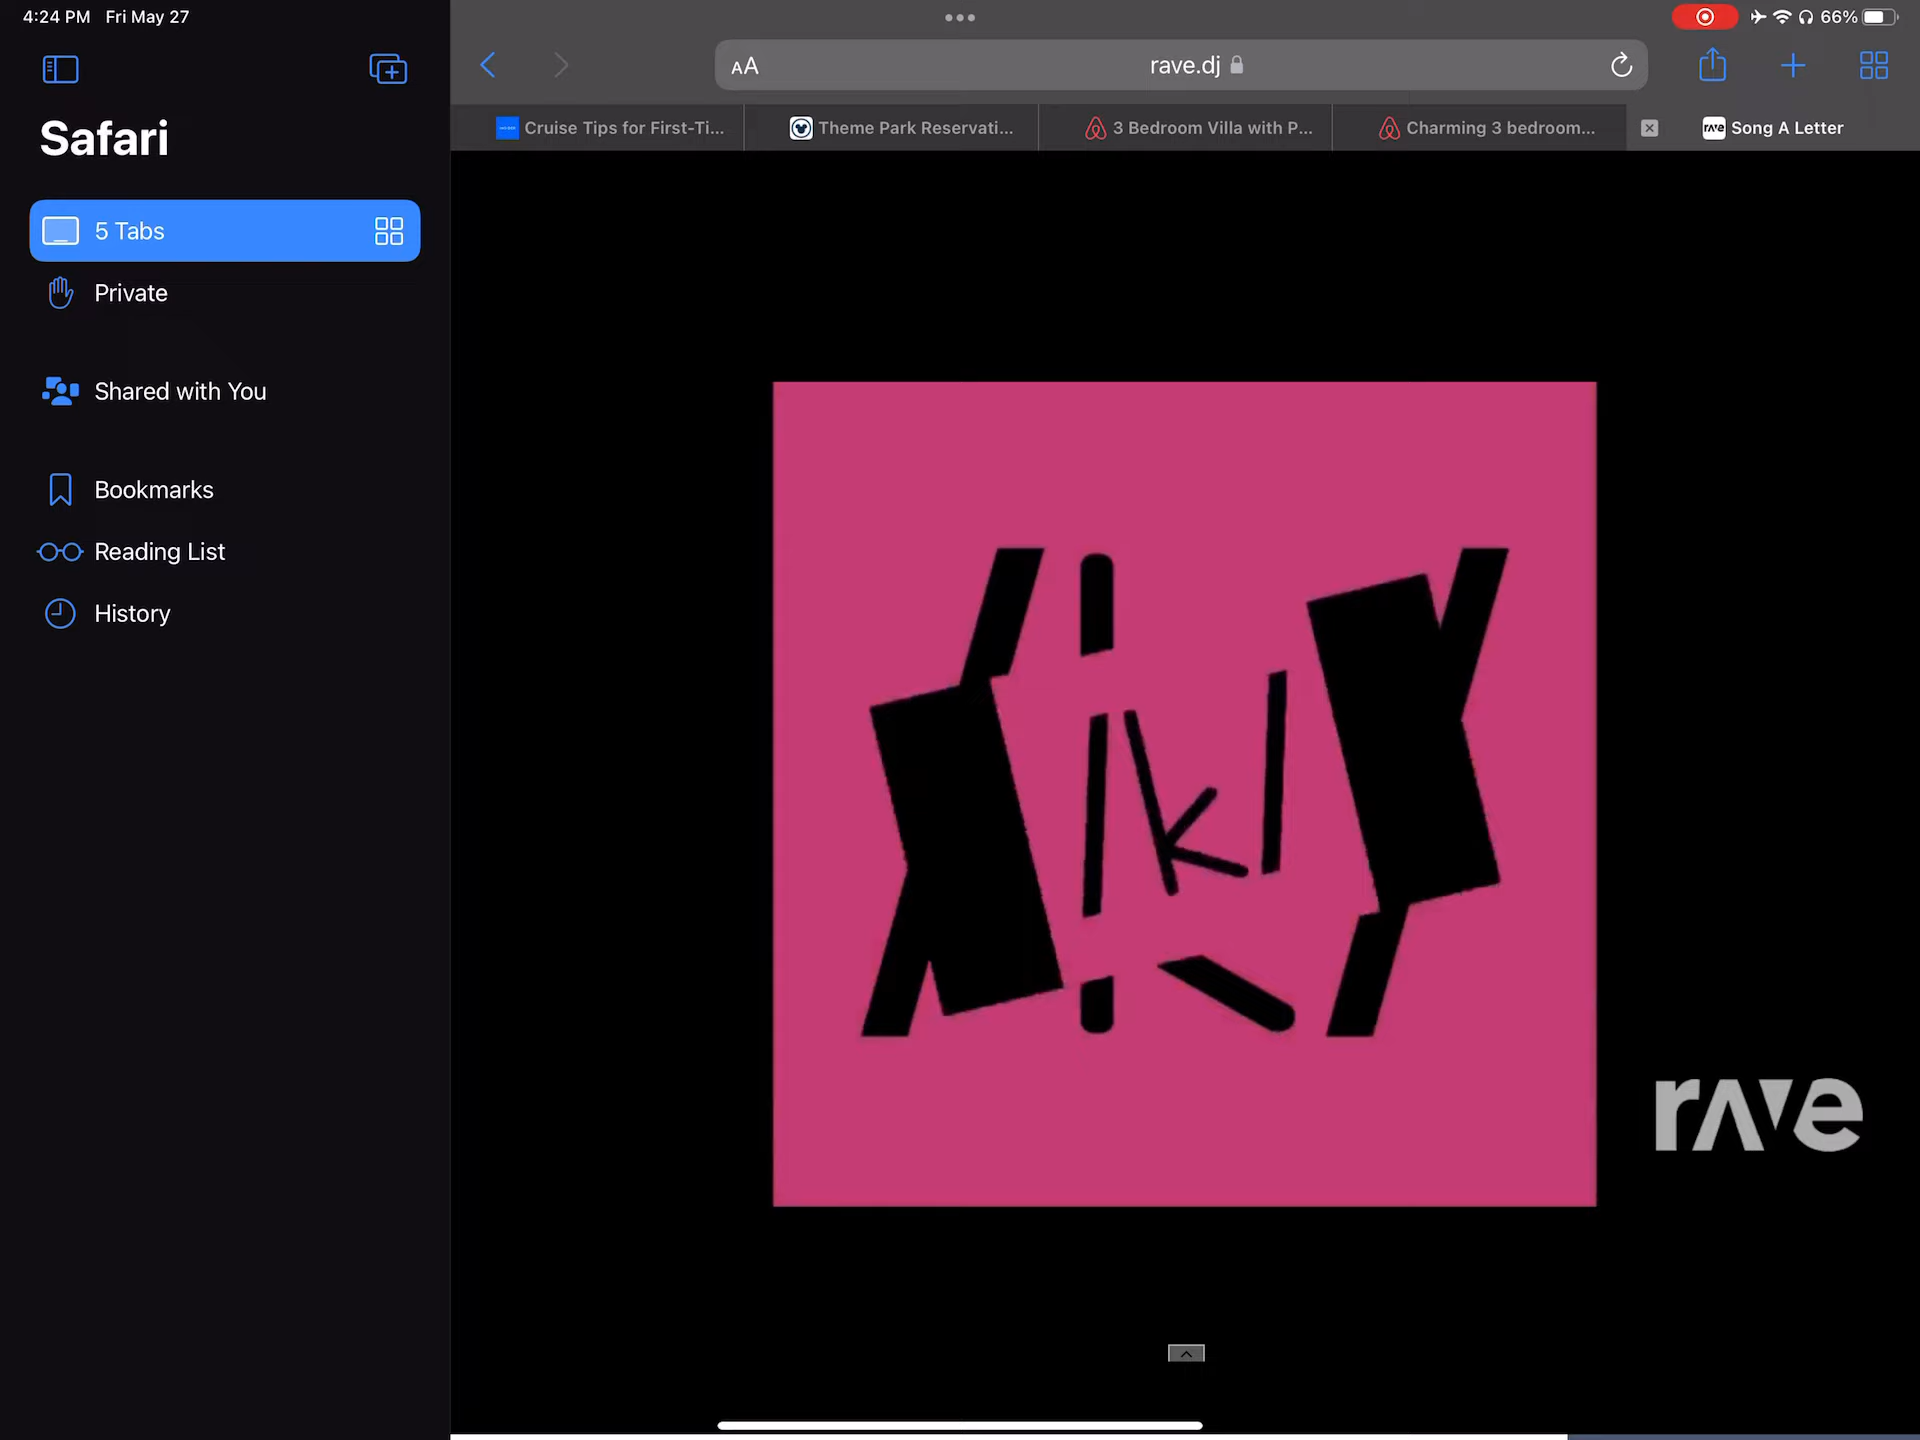 4:24 PM Fri May 27
66%
Safari
5 Tabs
Private
Shared with You
Bookmarks
Reading List
History
AA
rave.dj
Cruise Tips for First-Ti...
Theme Park Reservati...
3 Bedroom Villa with P...
Charming 3 bedroom...
rave
Song A Letter
k
rave